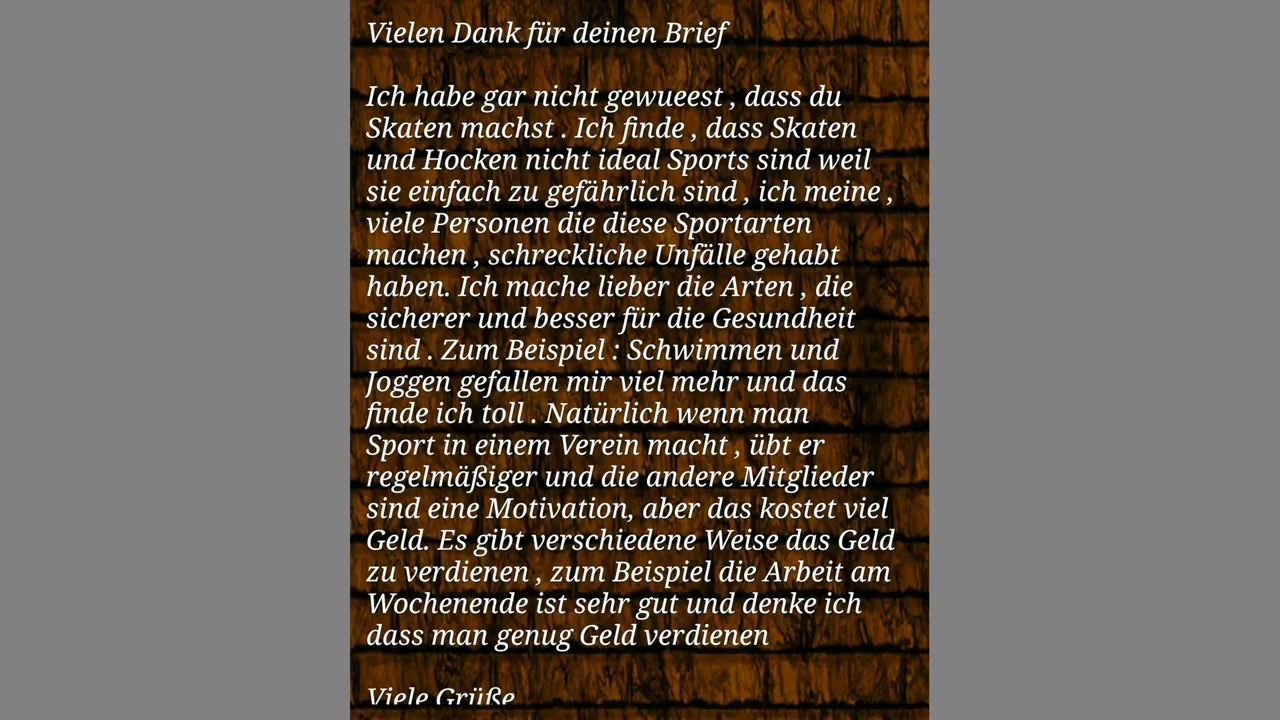 Vielen Dank für deinen Brief
Ich habe gar nicht gewueest , dass du
Skaten machst . Ich finde , dass Skaten
und Hocken nicht ideal Sports sind weil
sie einfach zu gefährlich sind , ich meine ,
viele Personen die diese Sportarten
machen , schreckliche Unfälle gehabt
haben. Ich mache lieber die Arten , die
sicherer und besser für die Gesundheit
sind . Zum Beispiel : Schwimmen und
Joggen gefallen mir viel mehr und das
finde ich toll . Natürlich wenn man
Sport in einem Verein macht , übt er
regelmäßiger und die andere Mitglieder
sind eine Motivation, aber das kostet viel
Geld. Es gibt verschiedene Weise das Geld
zu verdienen , zum Beispiel die Arbeit am
Wochenende ist sehr gut und denke ich
dass man genug Geld verdienen
Viele Grüße